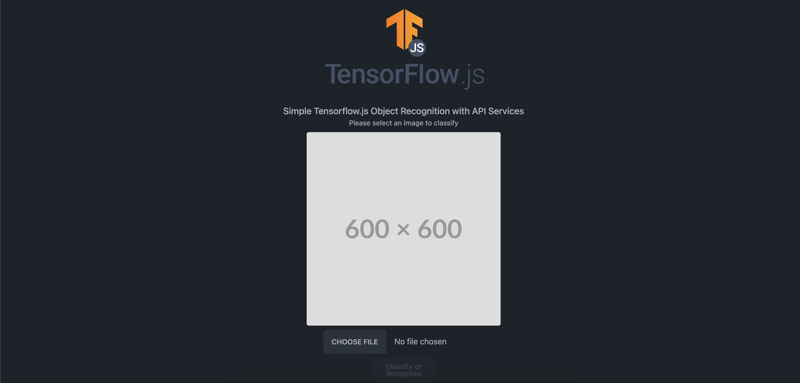 JS
TensorFlow.js
Simple Tensorflow.js Object Recognition with API Services
Please select an image to classify
600 × 600
CHOOSE FILE No file chosen
Classify or
Recognize